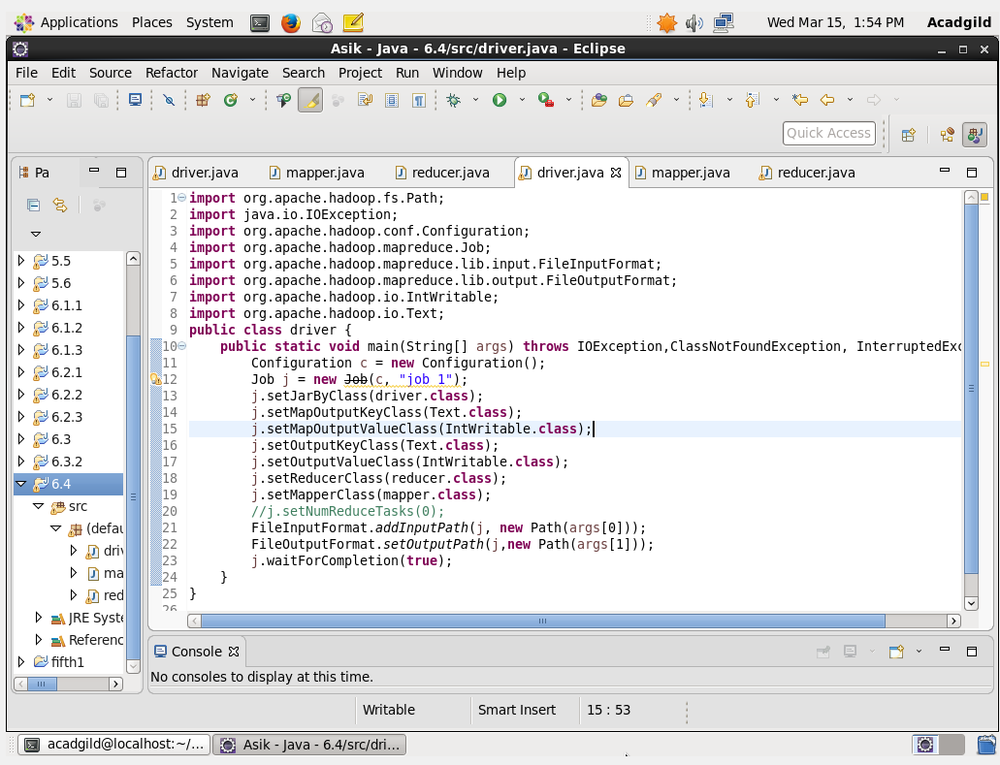 Applications Places System Wed Mar 15, 1:54 PM Acadgild
Asik - Java - 6.4/src/driver.java - Eclipse
File Edit Source Refactor Navigate Search Project Run Window Help
Quick Access
Pa
driver.java mapper.java reducer.java driver.java mapper.java reducer.java
5.5
5.6
6.1.1
6.1.2
6.1.3
6.2.1
6.2.2
6.2.3
6.3
6.3.2
6.4
src
(defau
driv
ma
red
JRE Syste
Referenc
fifth1
1 import org.apache.hadoop.fs.Path;
2 import java.io.IOException;
3 import org.apache.hadoop.conf.Configuration;
4 import org.apache.hadoop.mapreduce.Job;
5 import org.apache.hadoop.mapreduce.lib.input.FileInputFormat;
6 import org.apache.hadoop.mapreduce.lib.output.FileOutputFormat;
7 import org.apache.hadoop.io.IntWritable;
8 import org.apache.hadoop.io.Text;
9 public class driver {
10 public static void main(String[] args) throws IOException,ClassNotFoundException, InterruptedExc
11 Configuration c = new Configuration();
12 Job j = new Job(c, "job 1");
13 j.setJarByClass(driver.class);
14 j.setMapOutputKeyClass(Text.class);
15 j.setMapOutputValueClass(IntWritable.class);
16 j.setOutputKeyClass(Text.class);
17 j.setOutputValueClass(IntWritable.class);
18 j.setReducerClass(reducer.class);
19 j.setMapperClass(mapper.class);
20 //j.setNumReduceTasks(0);
21 FileInputFormat.addInputPath(j, new Path(args[0]));
22 FileOutputFormat.setOutputPath(j,new Path(args[1]));
23 j.waitForCompletion(true);
24 }
25 }
26
Console
No consoles to display at this time.
Writable Smart Insert 15 : 53
acadgild@localhost:~/... Asik - Java - 6.4/src/dri...